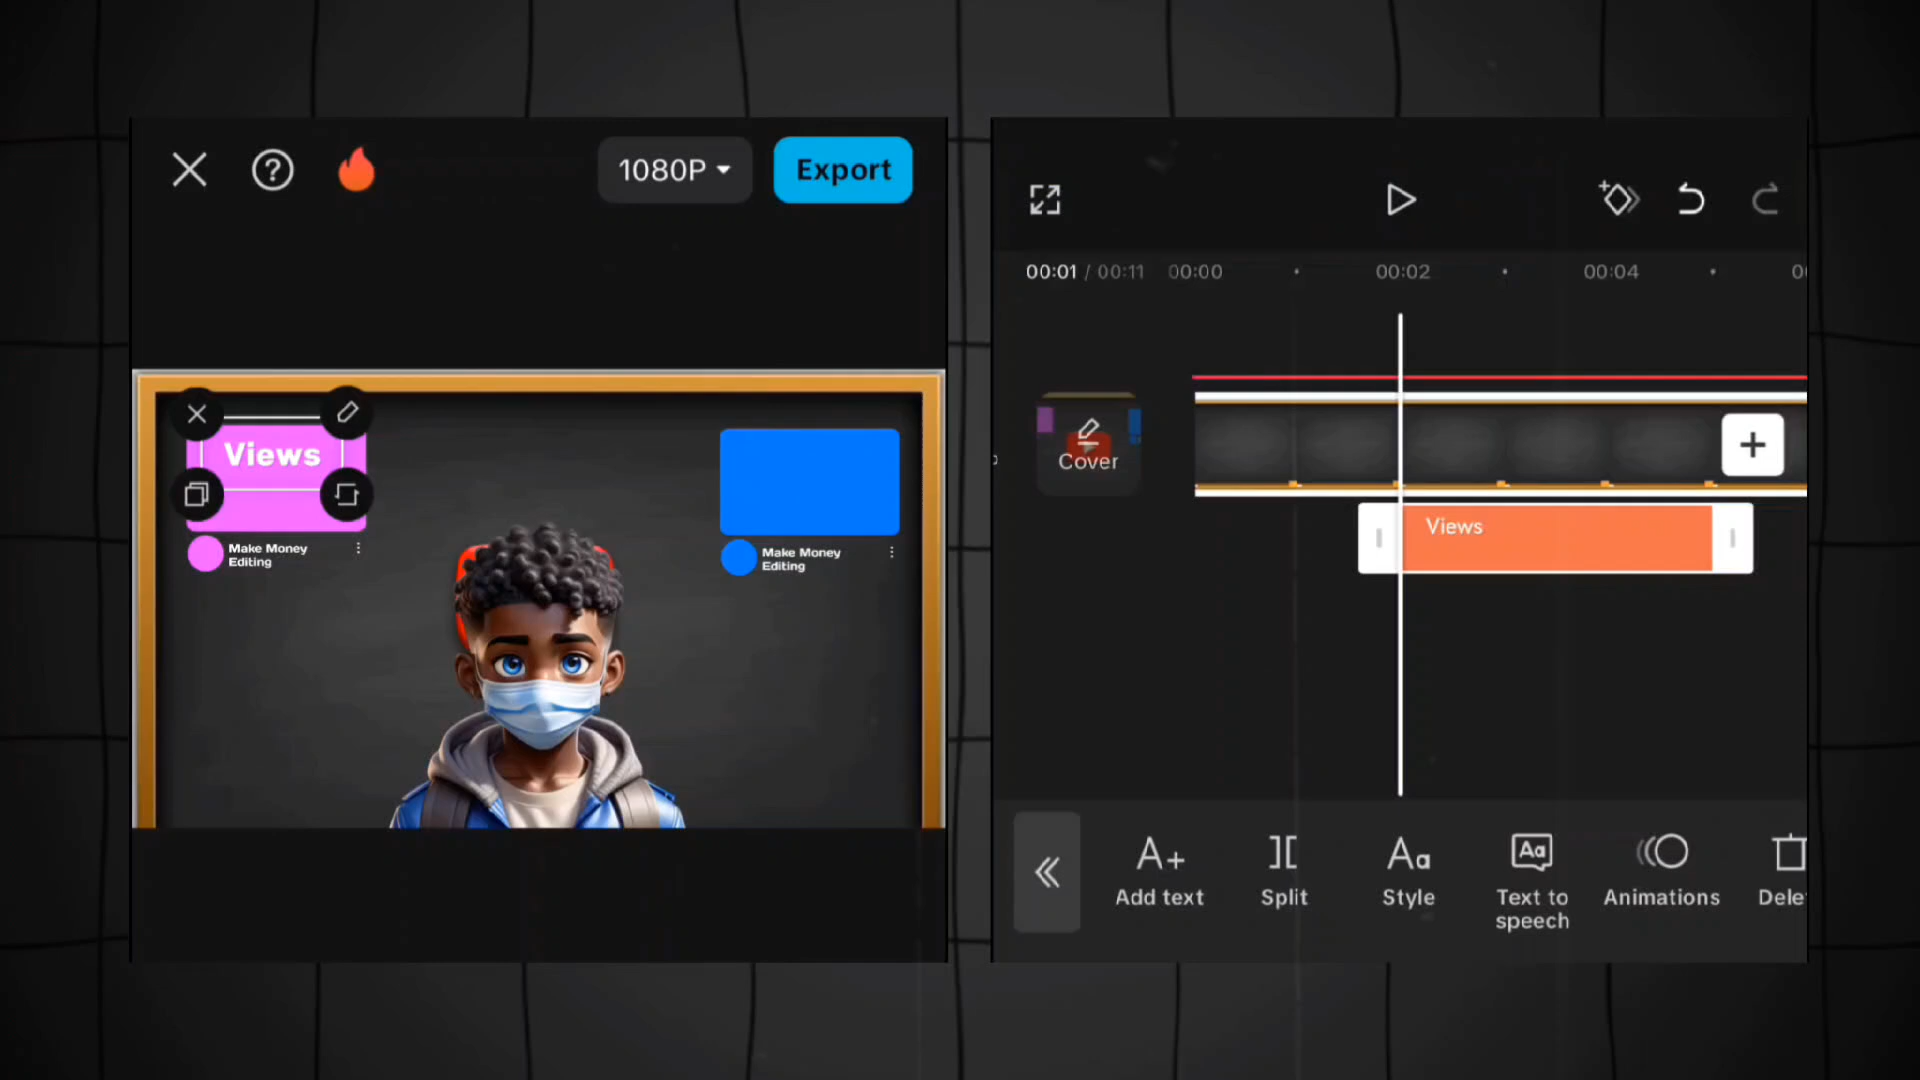 1080P
Export
Views
Make Money
Editing
Make Money
Editing
00:01 / 00:11
00:00
00:02
00:04
Cover
Views
Add text
Split
Style
Text to
speech
Animations
Dele